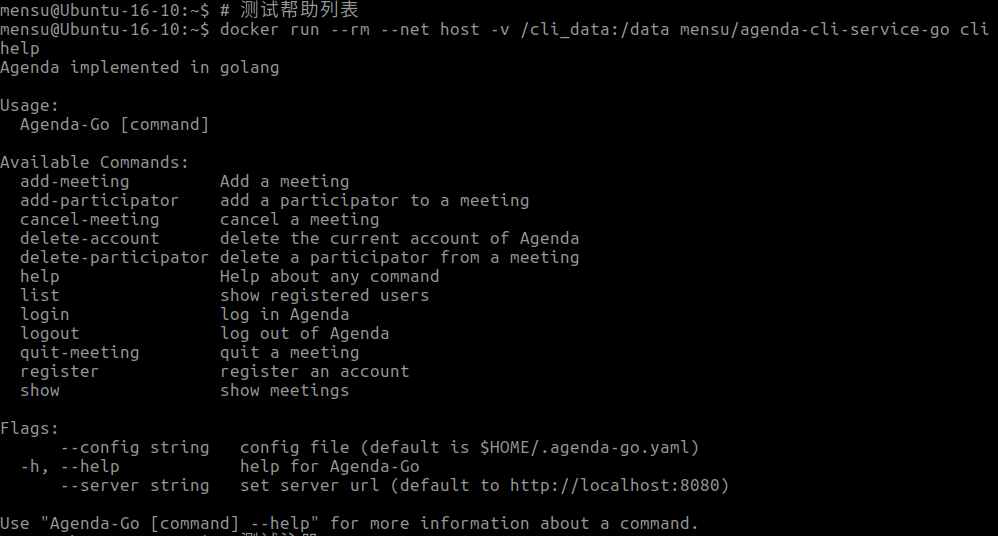 mensu@Ubuntu-16-10:~$ # 测试帮助列表
mensu@Ubuntu-16-10:~$ docker run --rm --net host -v /cli_data:/data mensu/agenda-cli-service-go cli
help
Agenda implemented in golang
Usage:
  Agenda-Go [command]
Available Commands:
  add-meeting         Add a meeting
  add-participator    add a participator to a meeting
  cancel-meeting      cancel a meeting
  delete-account      delete the current account of Agenda
  delete-participator delete a participator from a meeting
  help                Help about any command
  list                show registered users
  login               log in Agenda
  logout              log out of Agenda
  quit-meeting        quit a meeting
  register            register an account
  show                show meetings
Flags:
      --config string   config file (default is $HOME/.agenda-go.yaml)
  -h, --help            help for Agenda-Go
      --server string   set server url (default to http://localhost:8080)
Use "Agenda-Go [command] --help" for more information about a command.